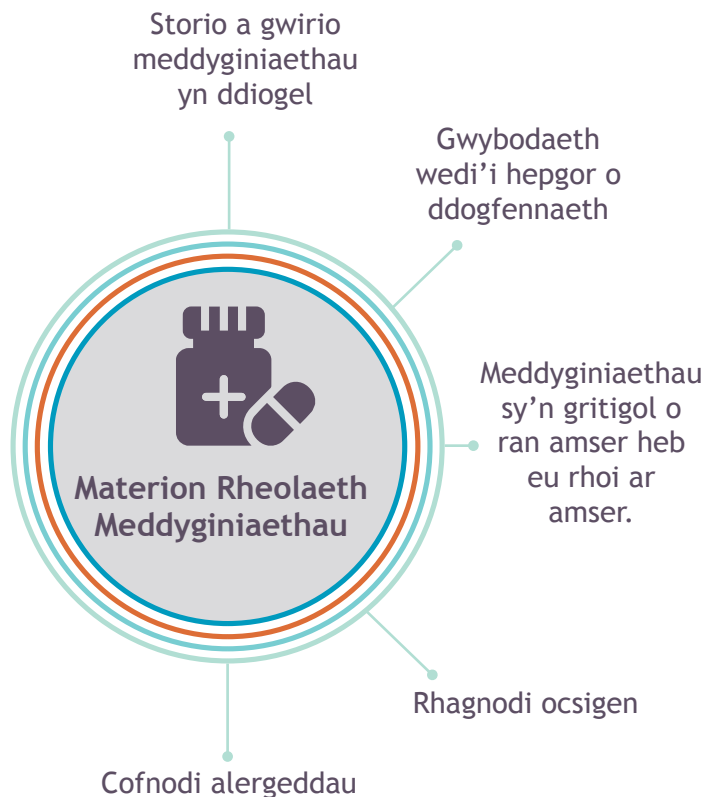 Storio a gwirio
meddyginiaethau
yn ddiogel
Gwybodaeth
wedi’i hepgor o
ddogfennaeth
Meddyginiaethau
sy’n gritigol o
ran amser heb
eu rhoi ar
amser.
Materion Rheolaeth
Meddyginiaethau
Rhagnodi ocsigen
Cofnodi alergeddau